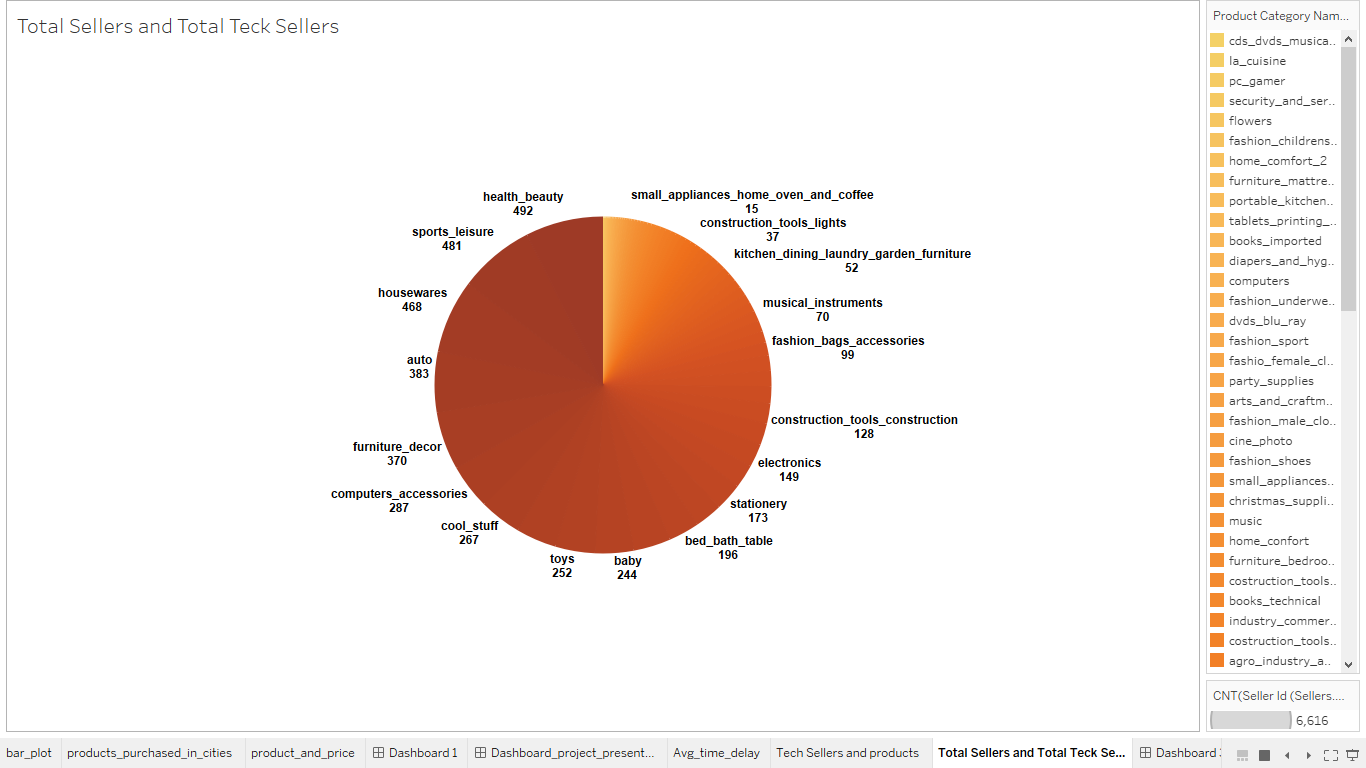 Total Sellers and Total Teck Sellers
health_beauty
492
small_appliances_home_oven_and_coffee
15
construction_tools_lights
37
sports_leisure
481
kitchen_dining_laundry_garden_furniture
52
housewares
468
musical_instruments
70
fashion_bags_accessories
99
auto
383
construction_tools_construction
128
furniture_decor
370
electronics
149
computers_accessories
287
stationery
173
cool_stuff
267
bed_bath_table
196
toys
252
baby
244
Product Category Nam...
cds_dvds_musica..
la_cuisine
pc_gamer
security_and_ser..
flowers
fashion_childrens..
home_comfort_2
furniture_mattre..
portable_kitchen..
tablets_printing_..
books_imported
diapers_and_hyg..
computers
fashion_underwe..
dvds_blu_ray
fashion_sport
fashio_female_cl..
party_supplies
arts_and_craftm..
fashion_male_clo..
cine_photo
fashion_shoes
small_appliances..
christmas_suppli..
music
home_confort
furniture_bedroo..
costruction_tools..
books_technical
industry_commer..
costruction_tools..
agro_industry_a..
CNT(Seller Id (Sellers....
6,616
bar_plot products_purchased_in_cities product_and_price Dashboard 1 Dashboard_project_present... Avg_time_delay Tech Sellers and products Total Sellers and Total Teck Se... Dashboard